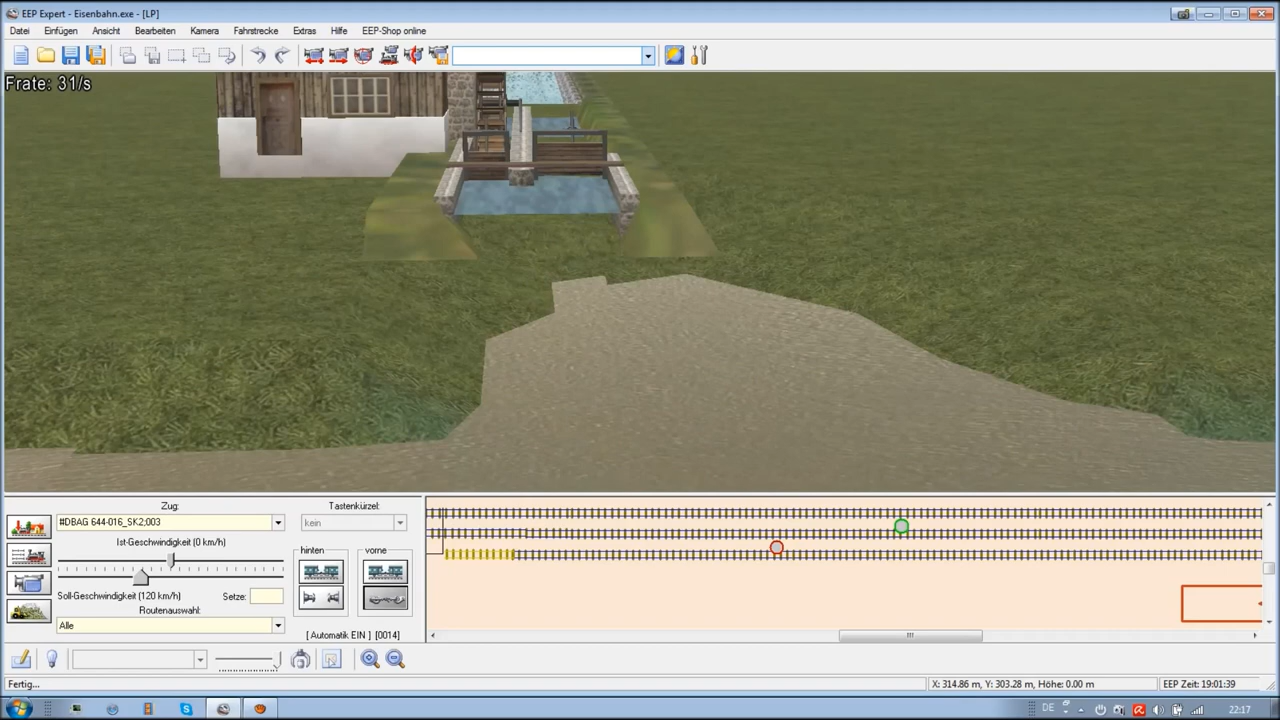 EEP Expert - Eisenbahn.exe - [LP]
Datei Einfügen Ansicht Bearbeiten Kamera Fahrstrecke Extras Hilfe EEP-Shop online
Frate: 31/s
Zug:
#DBAG 644-016_SK2;003
Ist-Geschwindigkeit (0 km/h)
Soll-Geschwindigkeit (120 km/h)
Setze:
Routenauswahl:
Alle
Tastenkürzel:
kein
hinten
vorne
[ Automatik EIN ] [0014]
Fertig...
X: 314.86 m, Y: 303.28 m, Höhe: 0.00 m
EEP Zeit: 19:01:39
DE
22:17